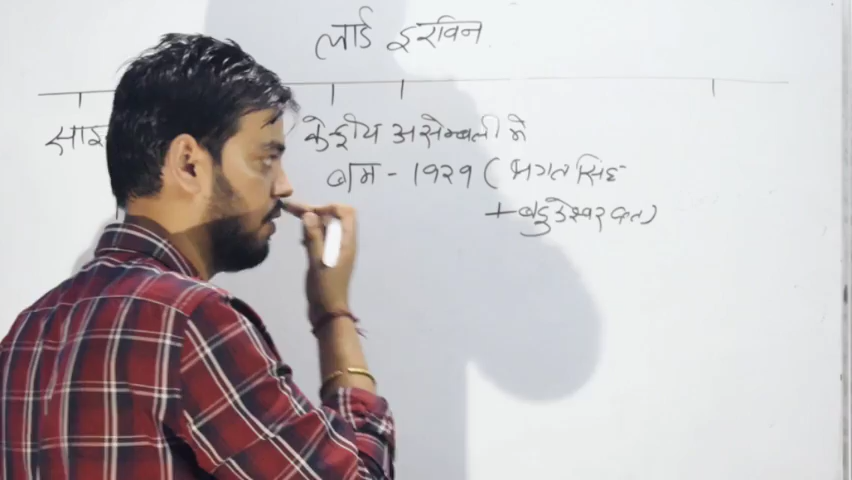 लार्ड इरविन
केंद्रीय असेम्बली में
बम - १९२९ ( भगत सिंह
+ बटुकेश्वर दत्त )